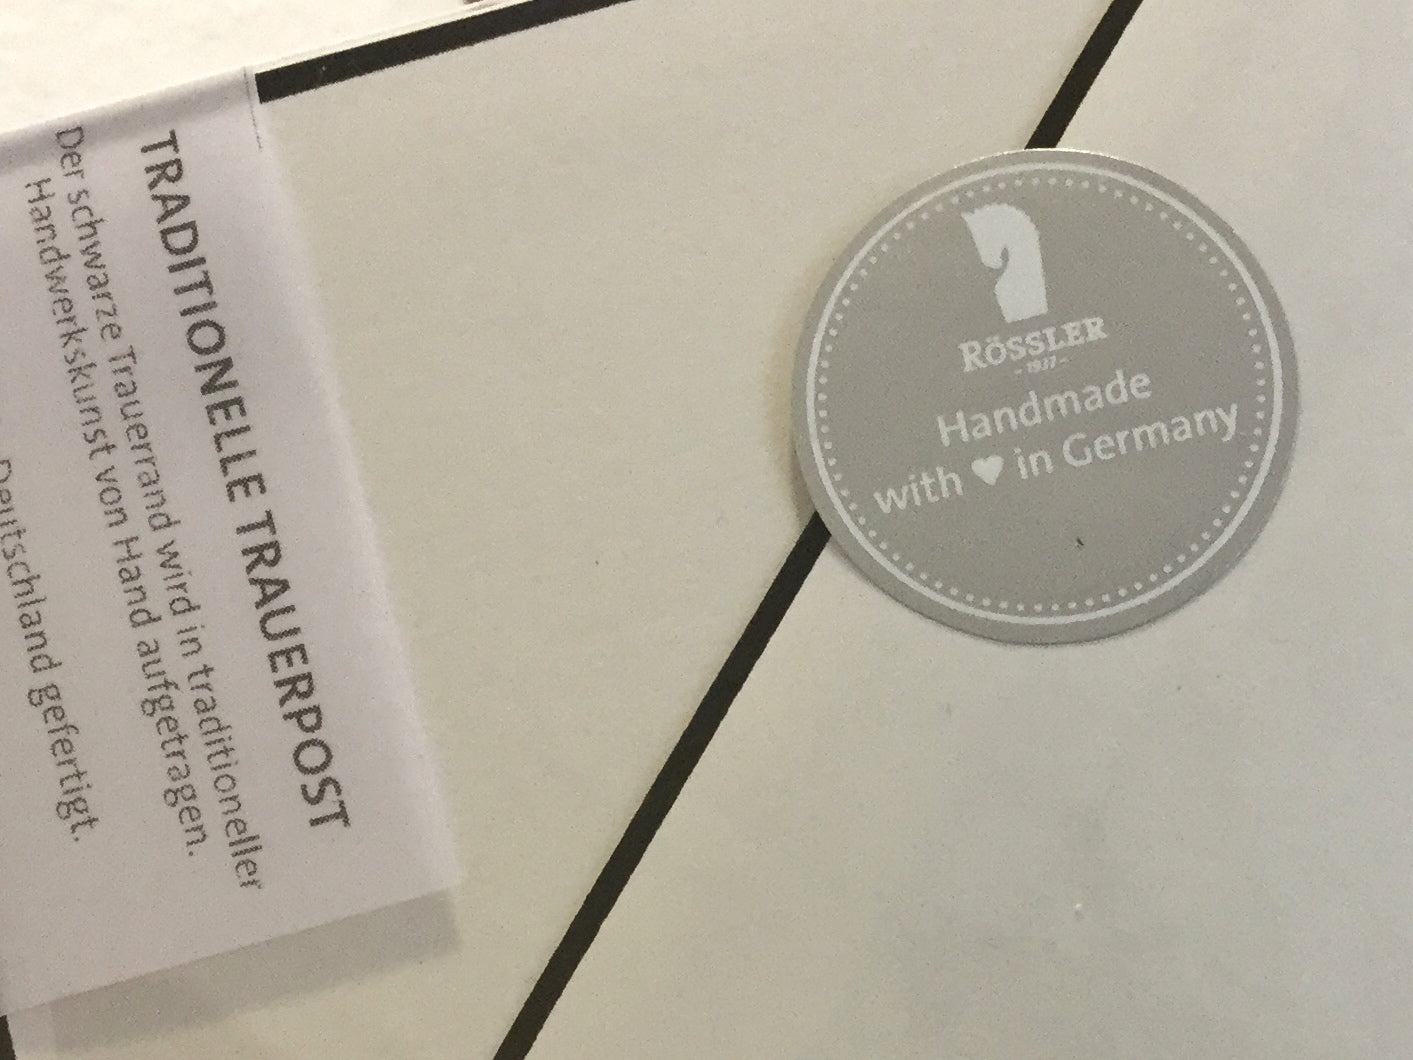 TRADITIONELLE TRAUERPOST
Der schwarze Trauerrand wird in traditioneller
Handwerkskunst von Hand aufgetragen.
Deutschland gefertigt.
RÖSSLER
- 1937 -
Handmade
with ♥ in Germany